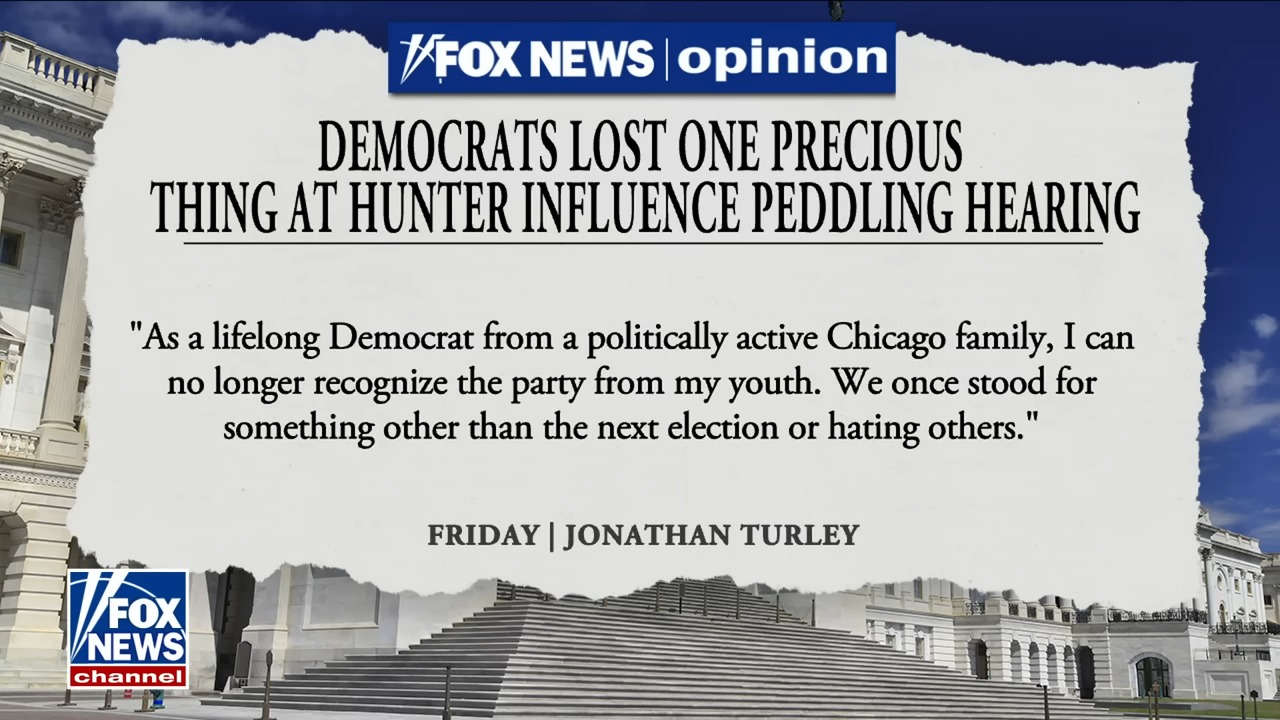 FOX NEWS | opinion
DEMOCRATS LOST ONE PRECIOUS
THING AT HUNTER INFLUENCE PEDDLING HEARING
"As a lifelong Democrat from a politically active Chicago family, I can
no longer recognize the party from my youth. We once stood for
something other than the next election or hating others."
FRIDAY | JONATHAN TURLEY
FOX
NEWS
channel